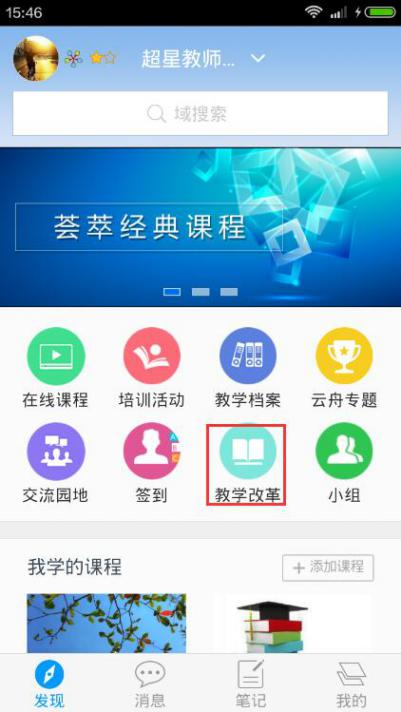 15:46
超星教师...
域搜索
荟萃经典课程
在线课程 培训活动 教学档案 云舟专题
交流园地 签到 教学改革 小组
我学的课程 + 添加课程
发现 消息 笔记 我的